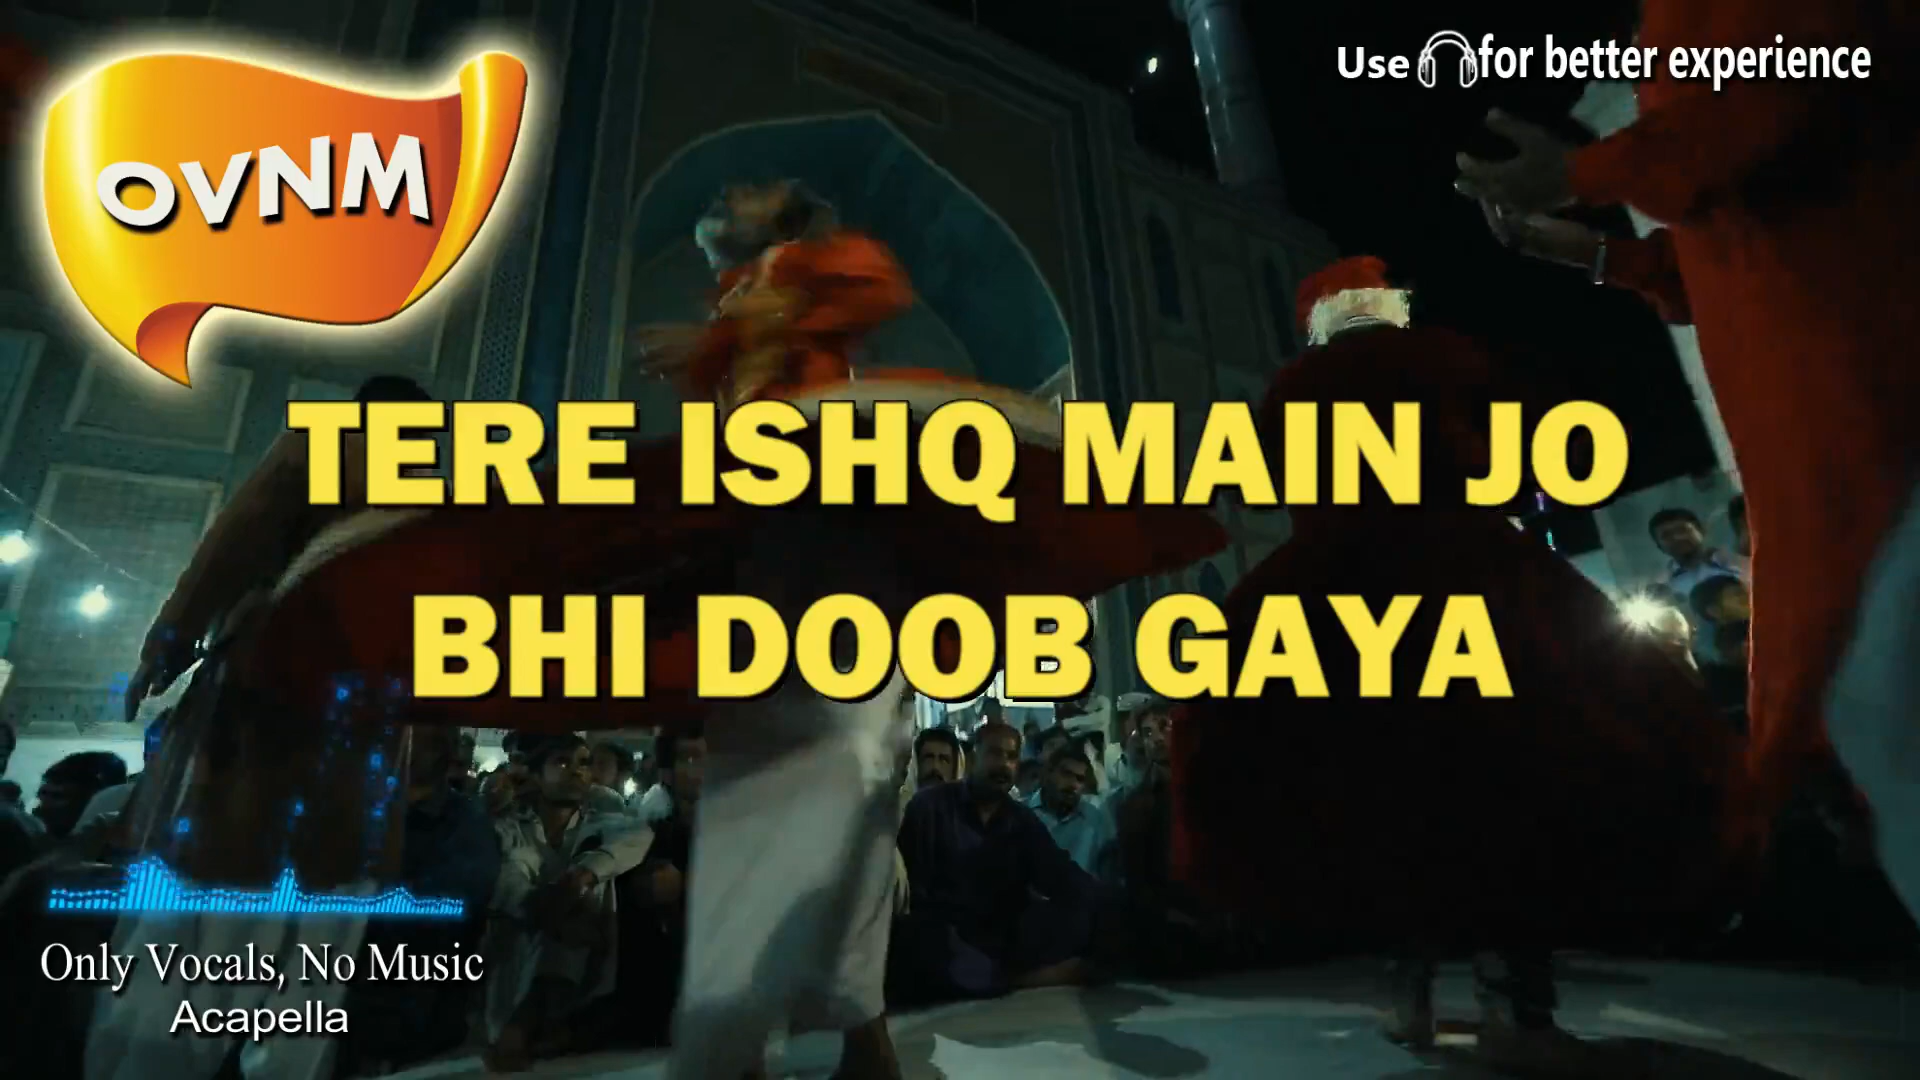 OVNM
Use for better experience
TERE ISHQ MAIN JO
BHI DOOB GAYA
Only Vocals, No Music
Acapella